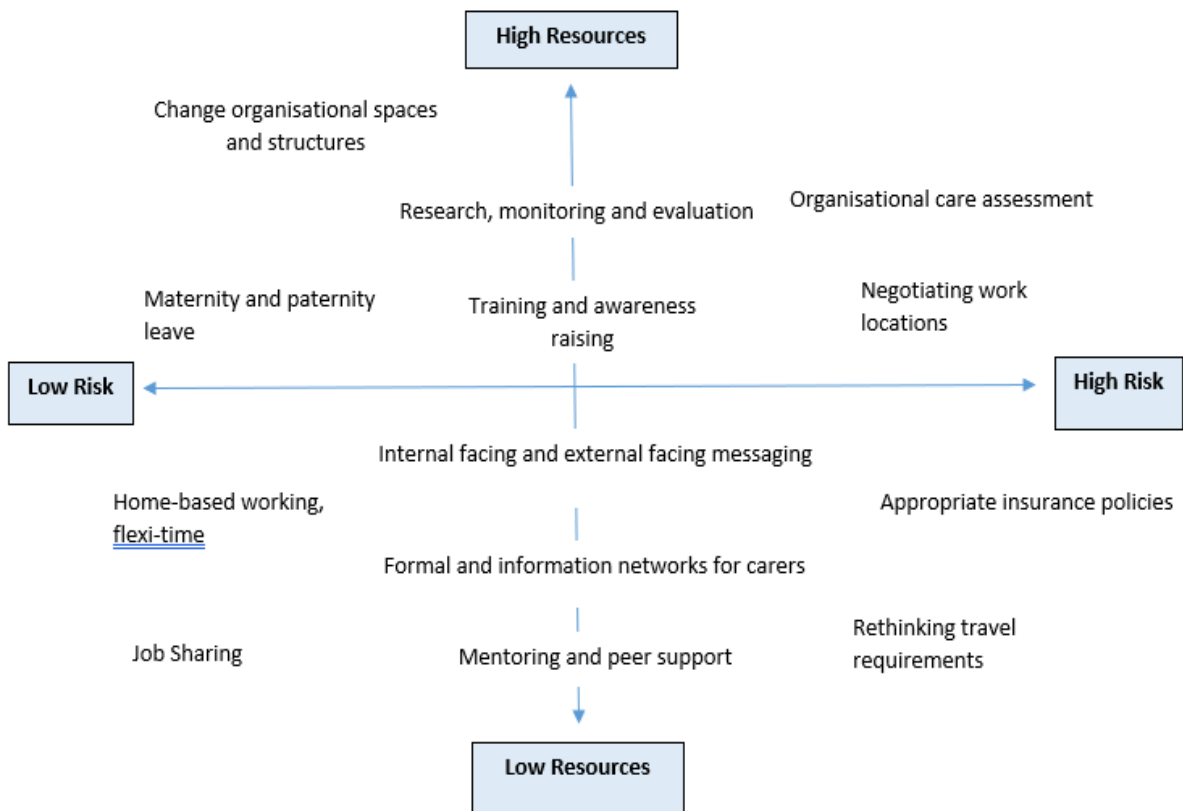 High Resources
Change organisational spaces
and structures
Research, monitoring and evaluation
Organisational care assessment
Maternity and paternity
leave
Training and awareness
raising
Negotiating work
locations
Low Risk
High Risk
Internal facing and external facing messaging
Home-based working,
flexi-time
Appropriate insurance policies
Formal and information networks for carers
Job Sharing
Mentoring and peer support
Rethinking travel
requirements
Low Resources